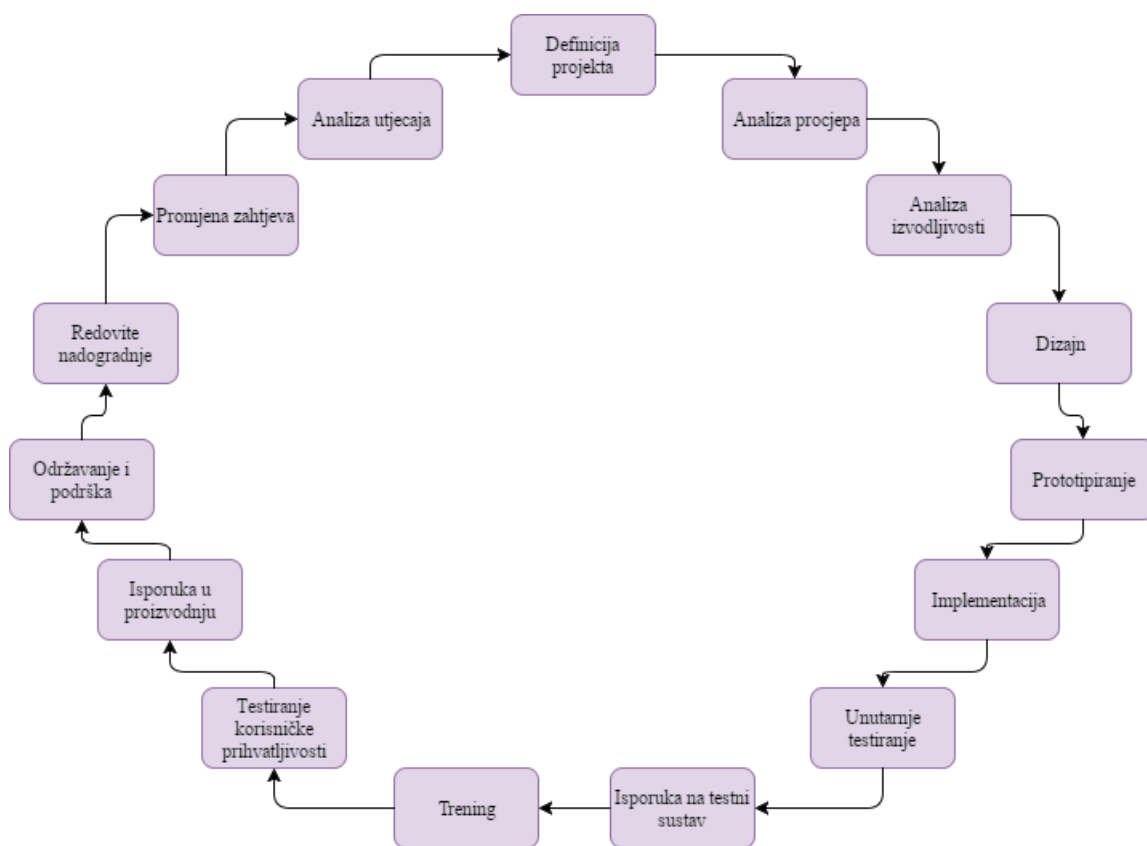 Definicija
projekta
Analiza procjepa
Analiza
izvodljivosti
Dizajn
Prototipiranje
Implementacija
Unutarnje
testiranje
Isporuka na testni
sustav
Trening
Testiranje
korisničke
prihvatljivosti
Isporuka u
proizvodnju
Održavanje i
podrška
Redovite
nadogradnje
Promjena zahtjeva
Analiza utjecaja